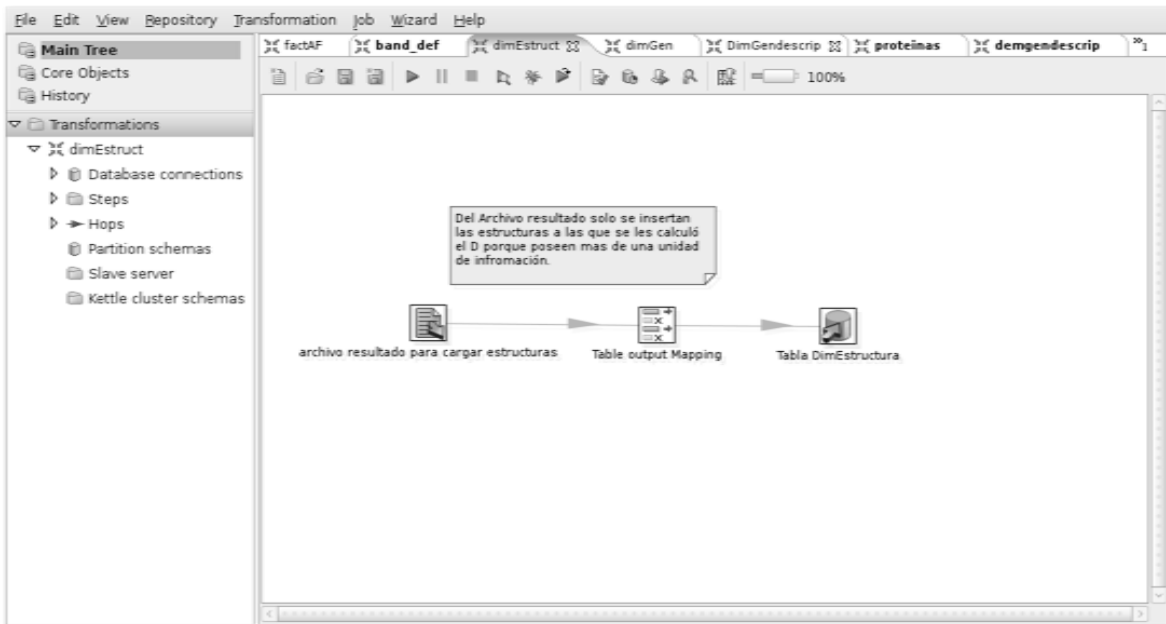 File Edit View Repository Transformation Job Wizard Help
Main Tree
Core Objects
History
factAF band_def dimEstruct dimGen DimGendescrip proteinas demgendescrip »1
100%
Transformations
dimEstruct
Database connections
Steps
Hops
Partition schemas
Slave server
Kettle cluster schemas
Del Archivo resultado solo se insertan
las estructuras a las que se les calculó
el D porque poseen mas de una unidad
de infromación.
archivo resultado para cargar estructuras Table output Mapping Tabla DimEstructura